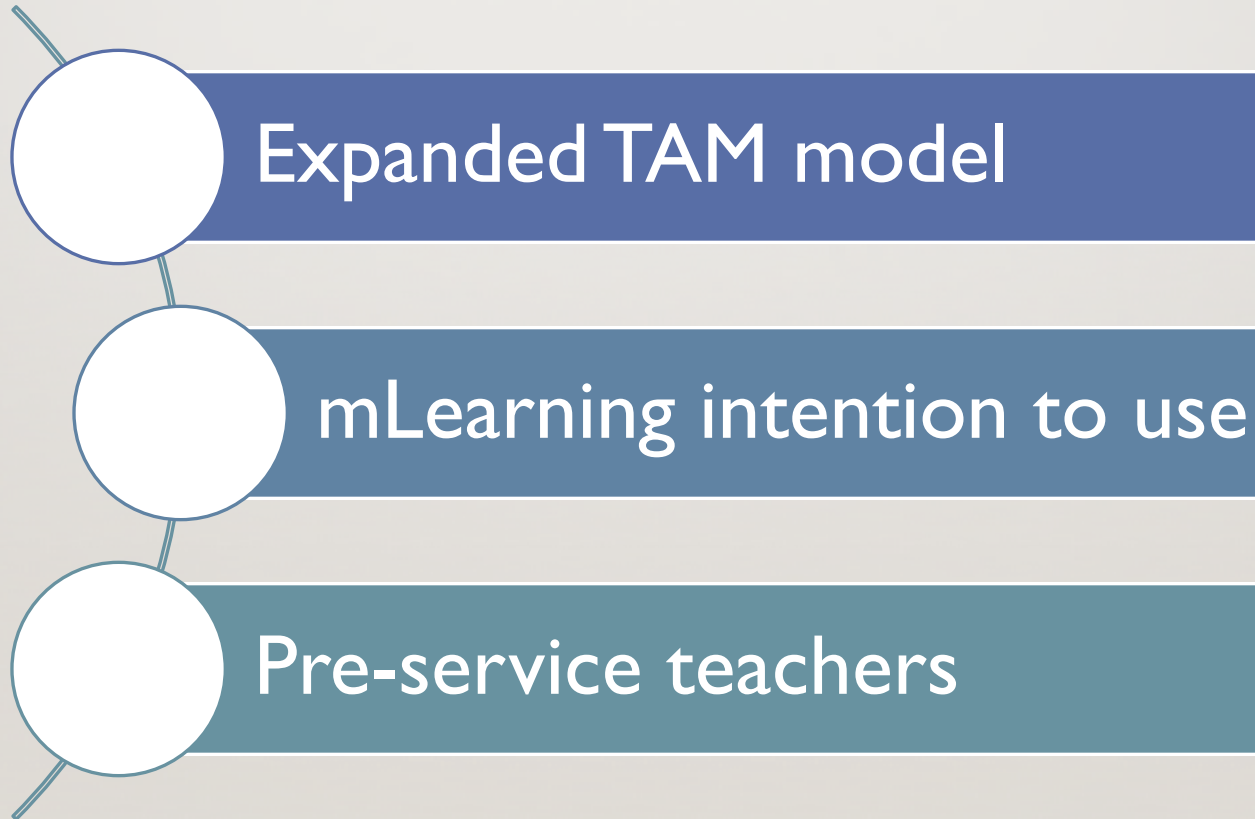 Expanded TAM model
mLearning intention to use
Pre-service teachers